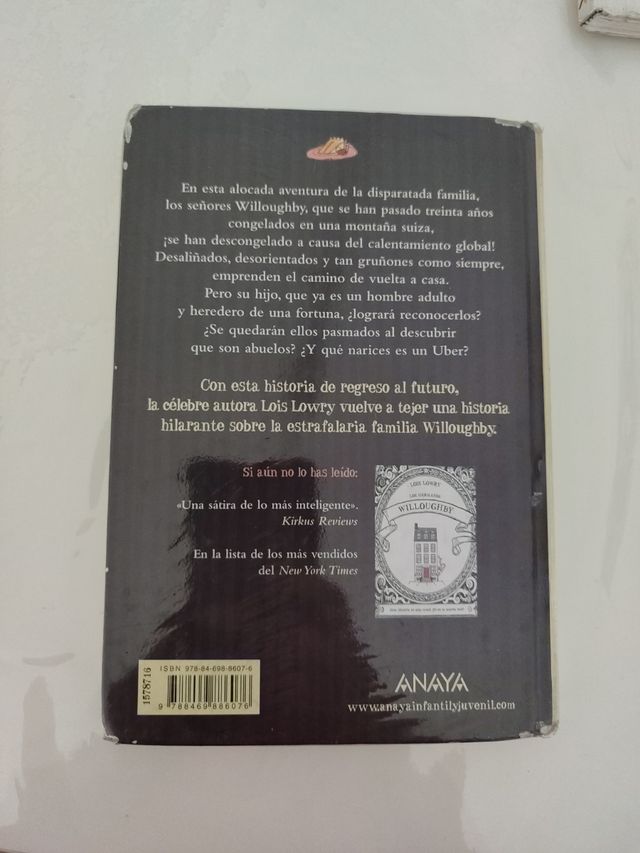 En esta alocada aventura de la disparatada familia,
los señores Willoughby, que se han pasado treinta años
congelados en una montaña suiza,
¡se han descongelado a causa del calentamiento global!
Desaliñados, desorientados y tan gruñones como siempre,
emprenden el camino de vuelta a casa.
Pero su hijo, que ya es un hombre adulto
y heredero de una fortuna, ¿logrará reconocerlos?
¿Se quedarán ellos pasmados al descubrir
que son abuelos? ¿Y qué narices es un Uber?
Con esta historia de regreso al futuro,
la célebre autora Lois Lowry vuelve a tejer una historia
hilarante sobre la estrafalaria familia Willoughby.
Si aún no lo has leído:
«Una sátira de lo más inteligente».
Kirkus Reviews
En la lista de los más vendidos
del New York Times
LOIS LOWRY
LOS HERMANOS
WILLOUGHBY
1578716
ISBN 978-84-698-8607-6
9 788469 886076
ANAYA
www.anayainfantilyjuvenil.com